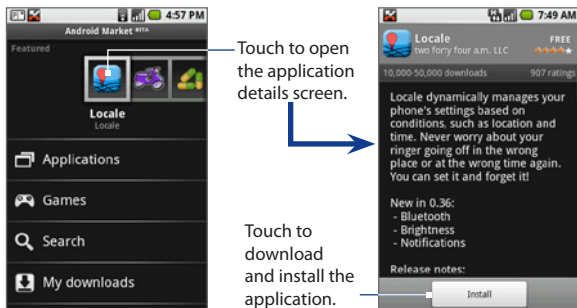 4:57 PM
Android Market BETA
Featured
Locale
Locale
Applications
Games
Search
My downloads
Touch to open
the application
details screen.
Touch to
download
and install the
application.
7:49 AM
Locale
FREE
two forty four a.m. LLC
10,000-50,000 downloads
907 ratings
Locale dynamically manages your
phone's settings based on
conditions, such as location and
time. Never worry about your
ringer going off in the wrong
place or at the wrong time again.
You can set it and forget it!
New in 0.36:
- Bluetooth
- Brightness
- Notifications
Release notes:
Install